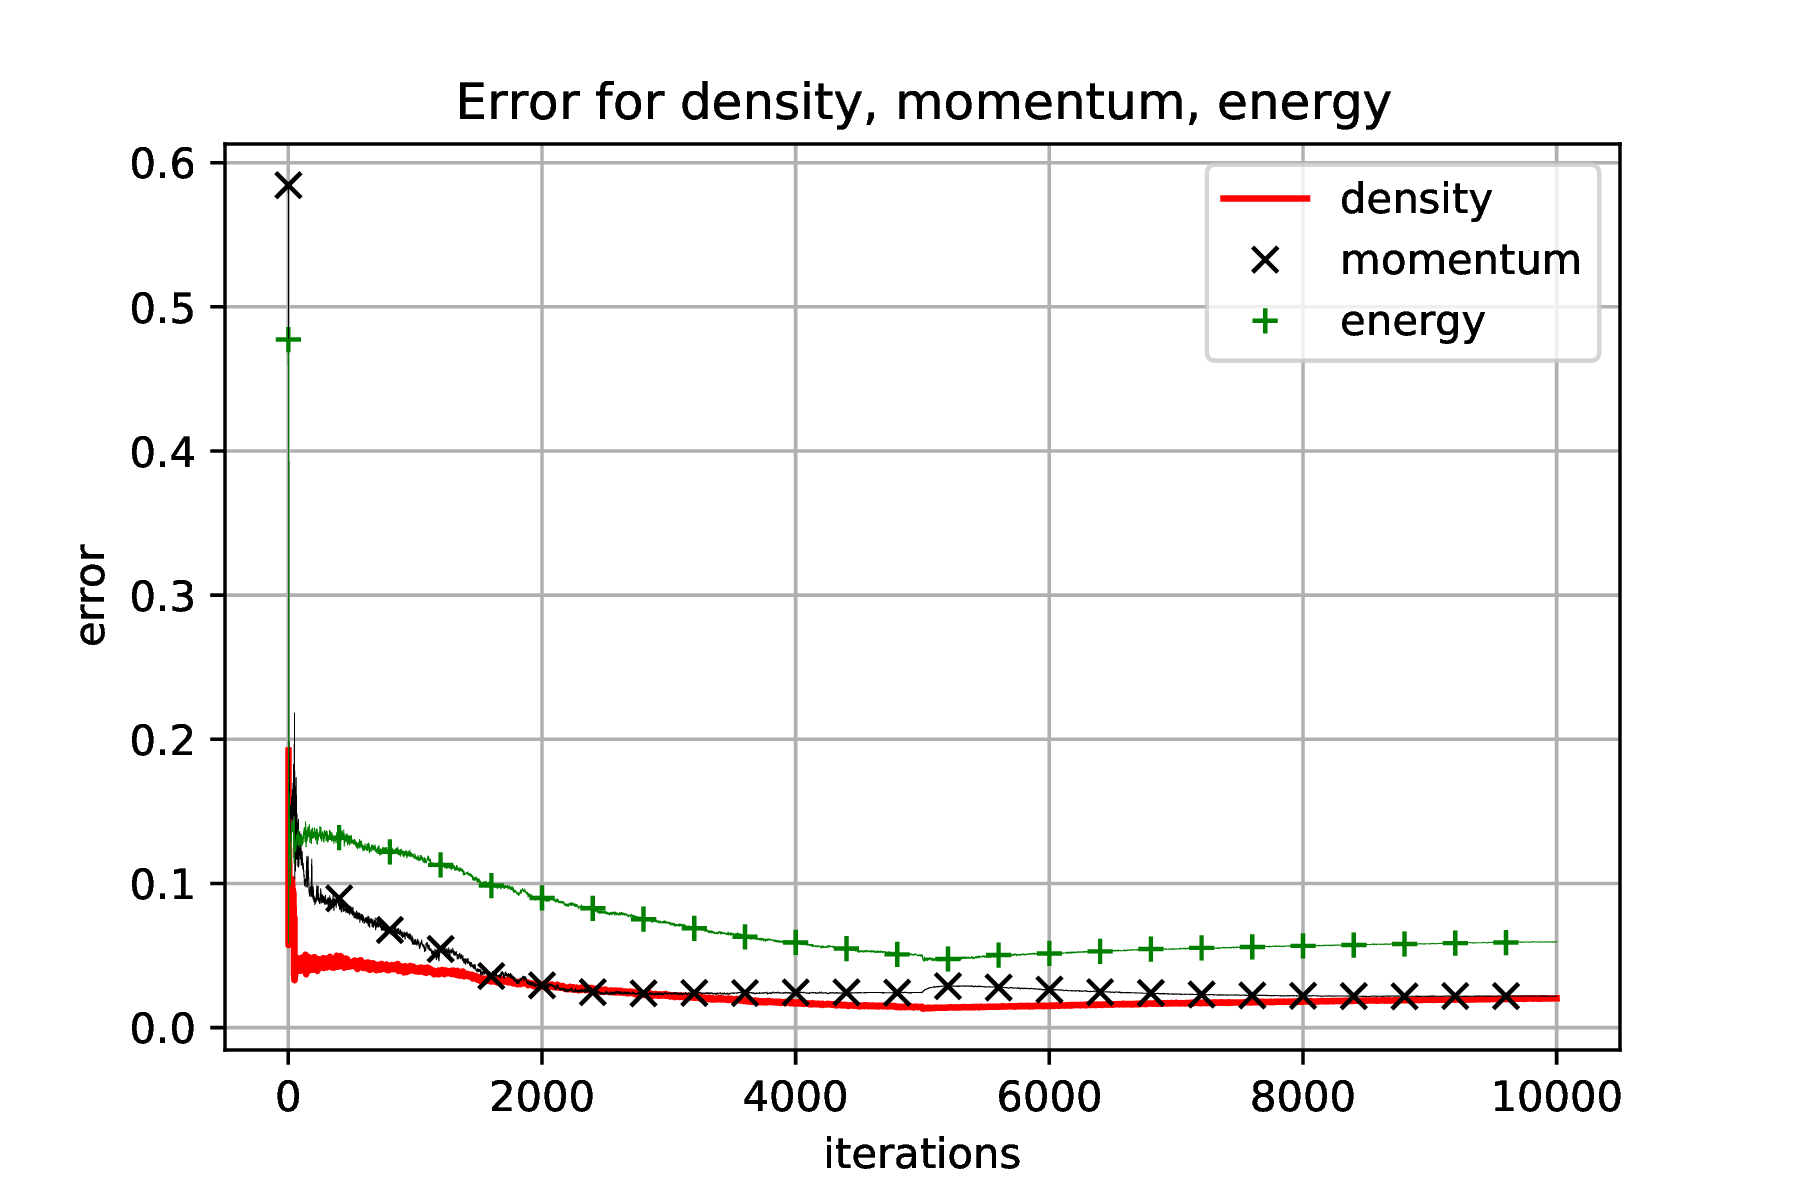 Error for density, momentum, energy
0.6
0.5
0.4
0.3
0.2
0.1
0.0
error
density
momentum
energy
0 2000 4000 6000 8000 10000
iterations